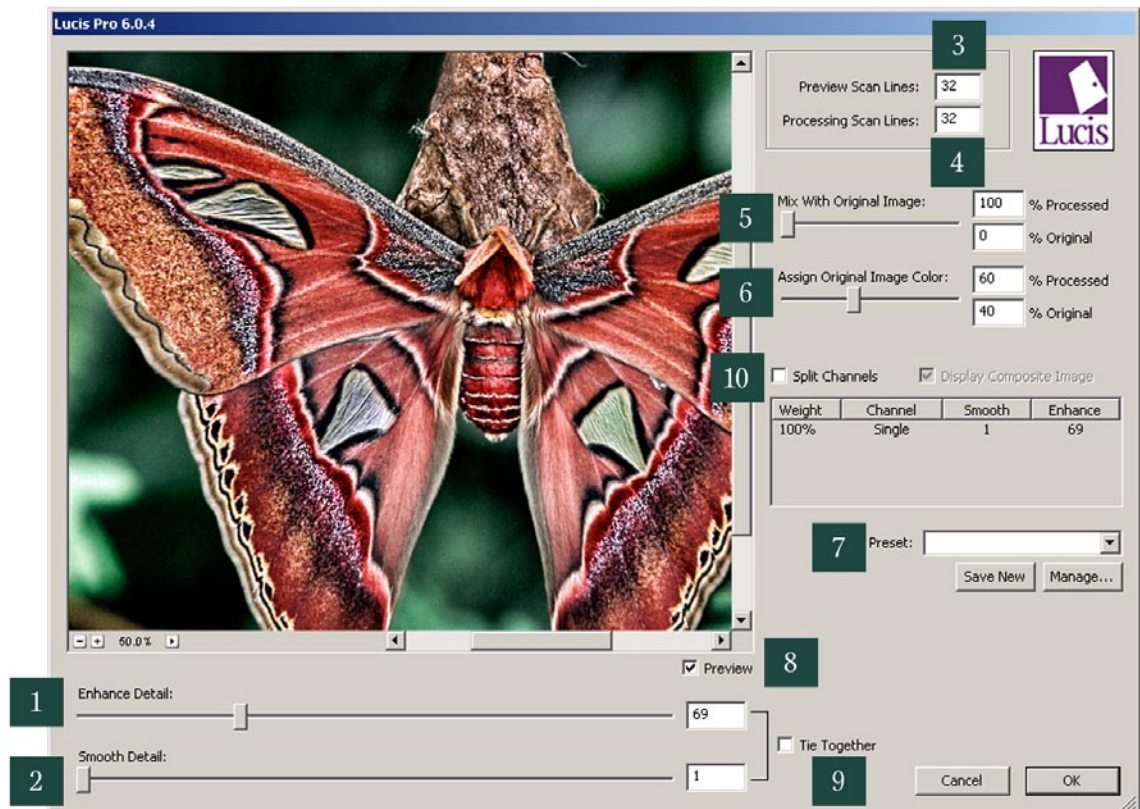 Lucis Pro 6.0.4
3
Preview Scan Lines: 32
Processing Scan Lines: 32
4
Lucis
5 Mix With Original Image: 100 % Processed
0 % Original
6 Assign Original Image Color: 60 % Processed
40 % Original
10 Split Channels Display Composite Image
Weight Channel Smooth Enhance
100% Single 1 69
7 Preset:
Save New Manage...
60.0%
Preview 8
1 Enhance Detail:
69
Tie Together
2 Smooth Detail:
1
9
Cancel OK